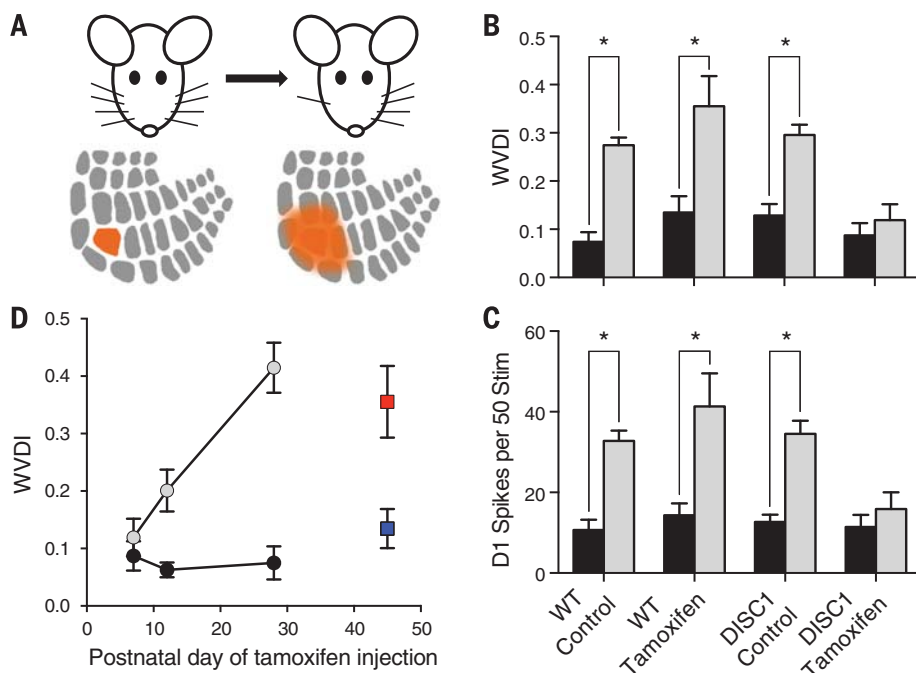 A
B
0.5
0.4
0.3
0.2
0.1
0.0
WVDI
*
*
*
C
60
40
20
0
D1 Spikes per 50 Stim
*
*
*
WT
Control
WT
Tamoxifen
DISC1
Control
DISC1
Tamoxifen
D
0.5
0.4
0.3
0.2
0.1
0.0
WVDI
0 10 20 30 40 50
Postnatal day of tamoxifen injection